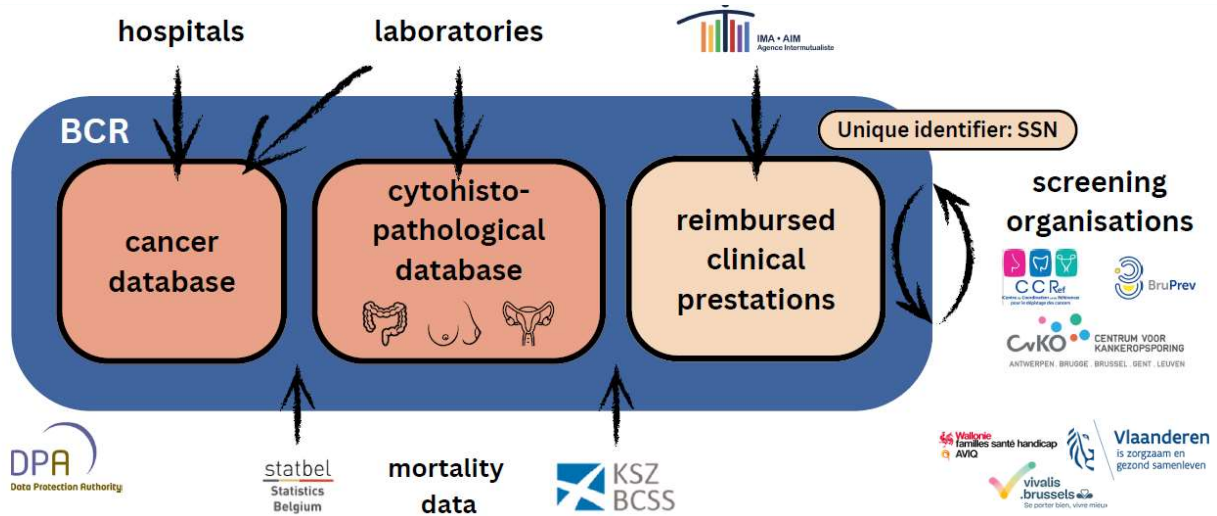 hospitals
laboratories
IMA • AIM
Agence Intermutualiste
BCR
Unique identifier: SSN
cancer
database
cytohisto-
pathological
database
reimbursed
clinical
prestations
screening
organisations
CCRef
Centre de Coordination et de Référence
pour le dépistage des cancers
BruPrev
CvKO
CENTRUM VOOR
KANKEROPSPORING
ANTWERPEN . BRUGGE . BRUSSEL . GENT . LEUVEN
DPA
Data Protection Authority
statbel
Statistics
Belgium
mortality
data
KSZ
BCSS
Wallonie
familles santé handicap
AVIQ
Vlaanderen
is zorgzaam en
gezond samenleven
vivalis
.brussels
Se porter bien, vivre mieux